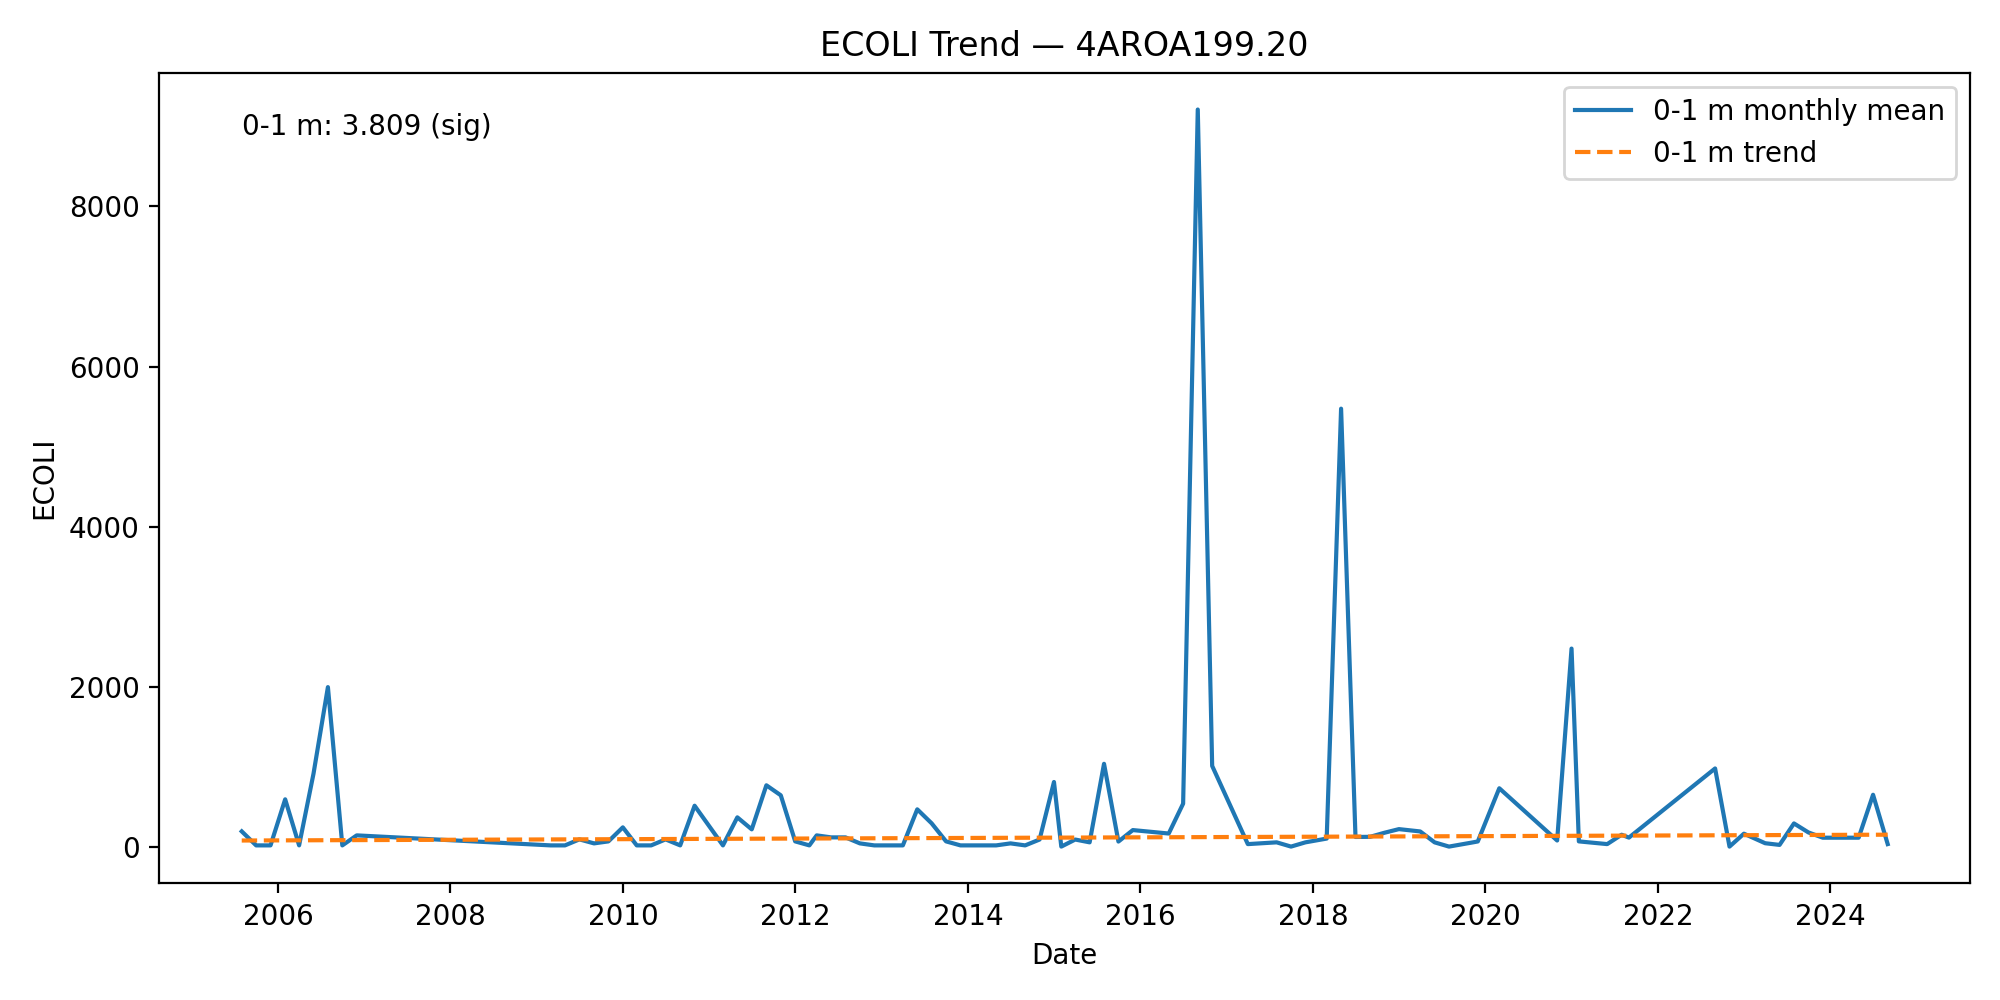 ECOLI Trend — 4AROA199.20
0-1 m: 3.809 (sig)
0-1 m monthly mean
0-1 m trend
ECOLI
8000
6000
4000
2000
0
2006 2008 2010 2012 2014 2016 2018 2020 2022 2024
Date